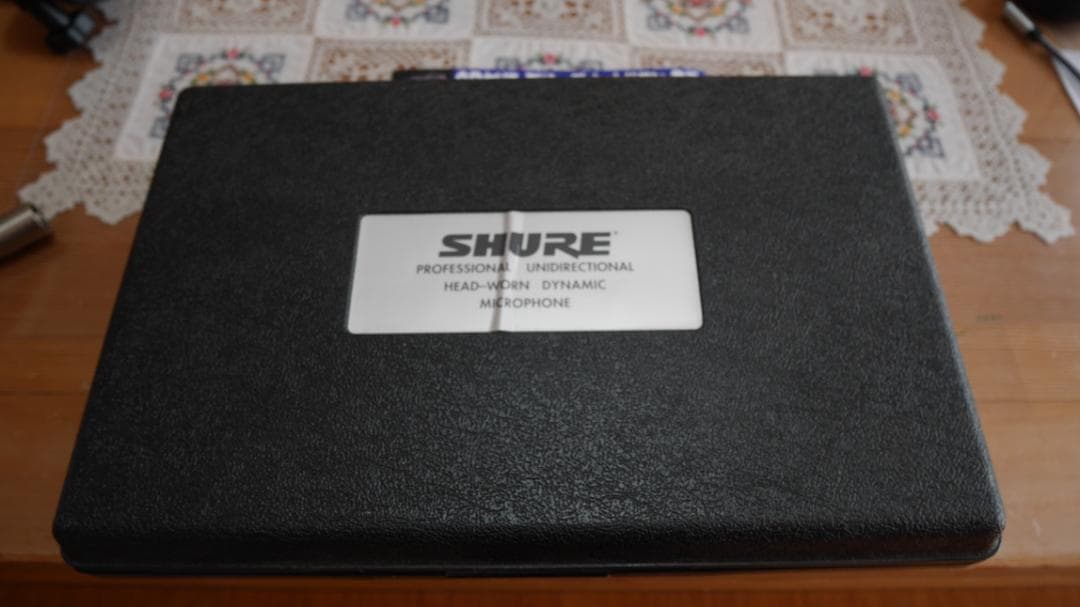 SHURE
PROFESSIONAL UNIDIRECTIONAL
HEAD-WORN DYNAMIC
MICROPHONE